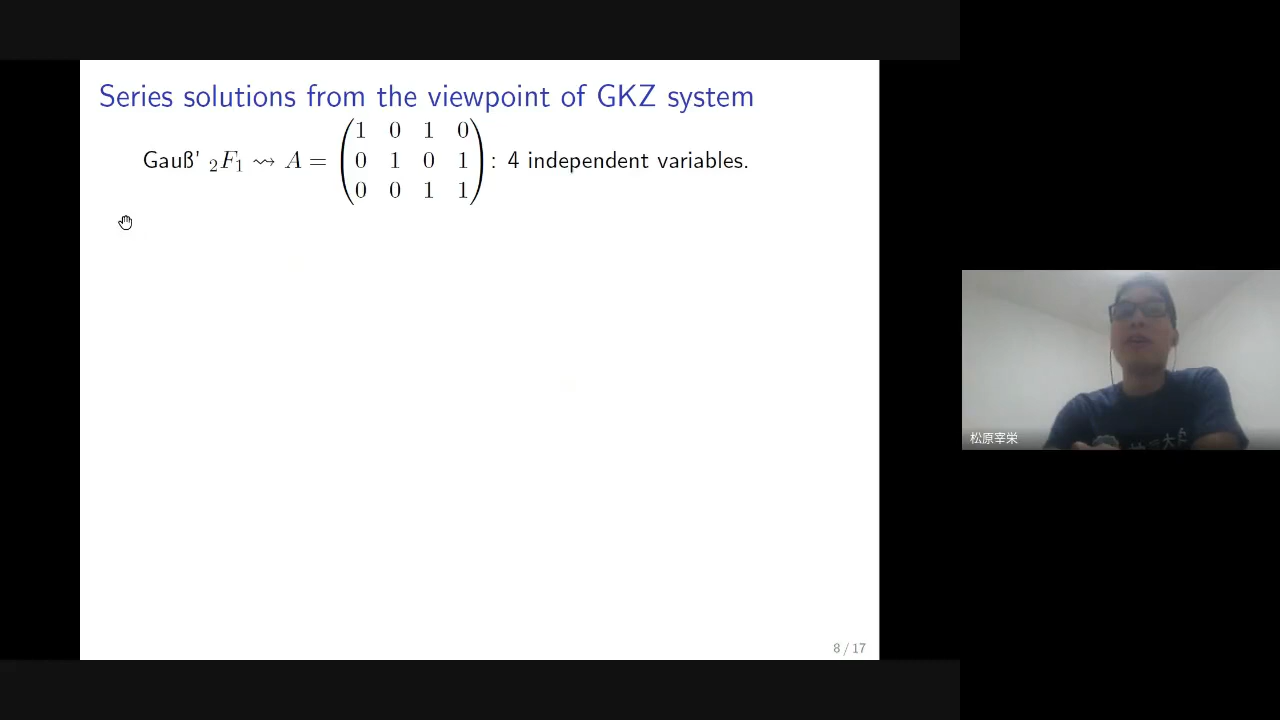 Series solutions from the viewpoint of GKZ system
Gauß' ₂F₁ ⇝ A = 
1 0 1 0
0 1 0 1
0 0 1 1
: 4 independent variables.
松原宰栄
8 / 17